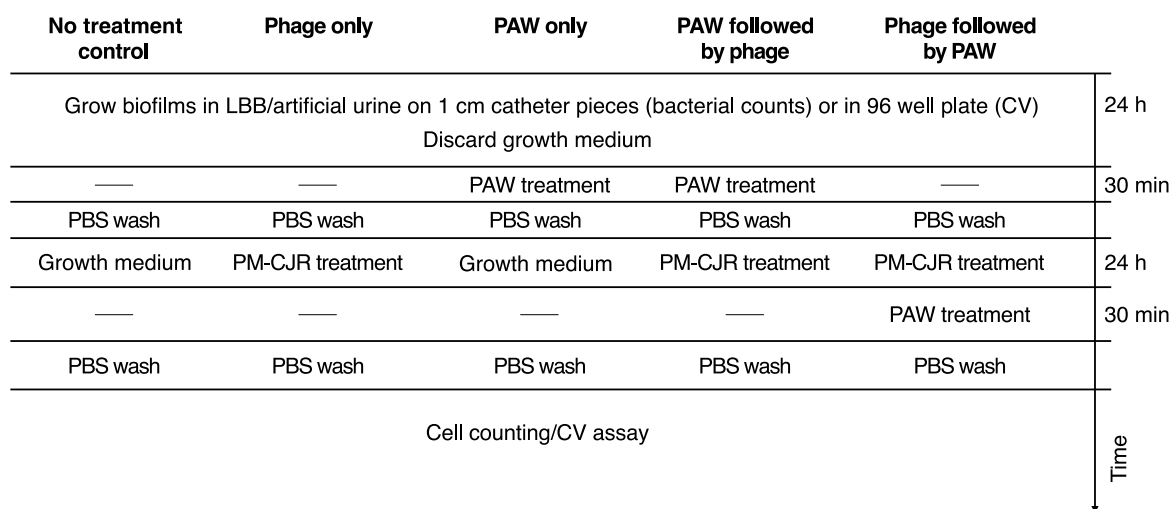 No treatment control Phage only PAW only PAW followed by phage Phage followed by PAW
Grow biofilms in LBB/artificial urine on 1 cm catheter pieces (bacterial counts) or in 96 well plate (CV) 24 h
Discard growth medium
—— —— PAW treatment PAW treatment —— 30 min
PBS wash PBS wash PBS wash PBS wash PBS wash
Growth medium PM-CJR treatment Growth medium PM-CJR treatment PM-CJR treatment 24 h
—— —— —— —— PAW treatment 30 min
PBS wash PBS wash PBS wash PBS wash PBS wash
Cell counting/CV assay
Time